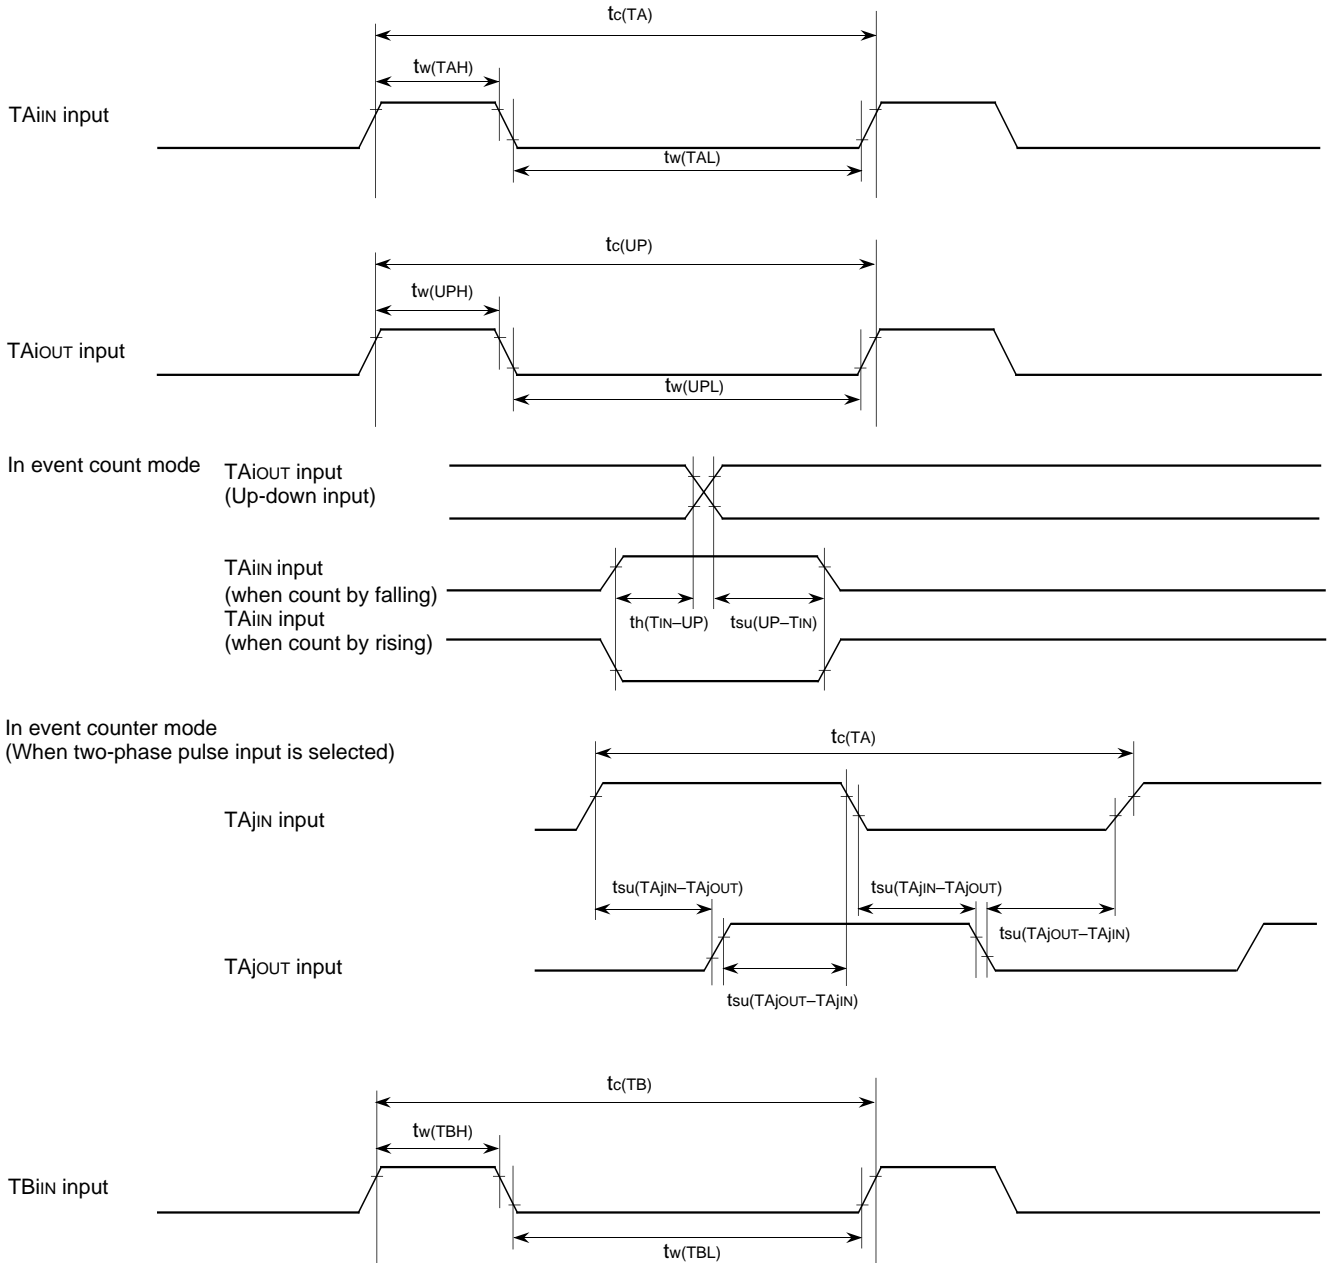 tc(TA)
tw(TAH)
TAiIN input
tw(TAL)
tc(UP)
tw(UPH)
TAiOUT input
tw(UPL)
In event count mode
TAiOUT input
(Up-down input)
TAiIN input
(when count by falling)
TAiIN input
(when count by rising)
th(TIN–UP)
tsu(UP–TIN)
In event counter mode
(When two-phase pulse input is selected)
tc(TA)
TAjIN input
tsu(TAjIN–TAjOUT)
tsu(TAjIN–TAjOUT)
tsu(TAjOUT–TAjIN)
TAjOUT input
tsu(TAjOUT–TAjIN)
tc(TB)
tw(TBH)
TBiIN input
tw(TBL)